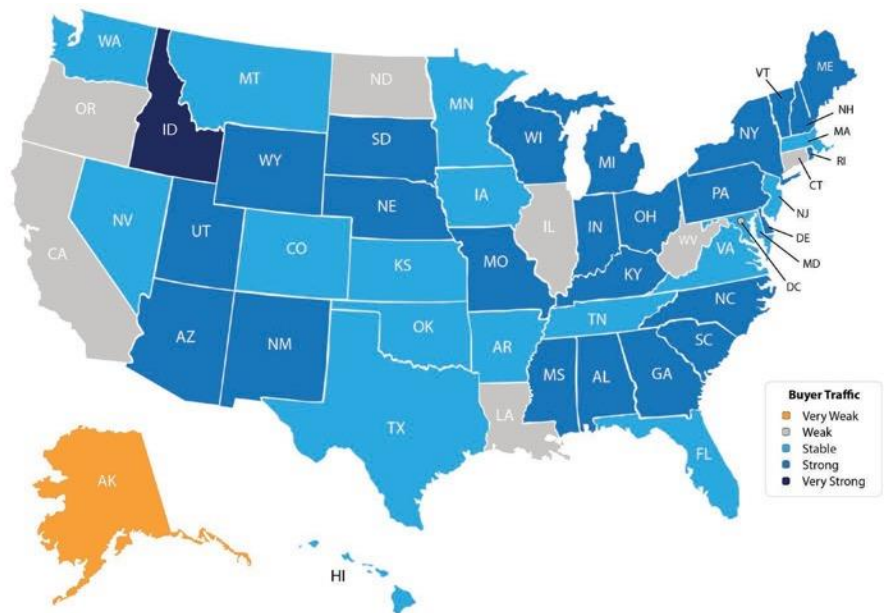 WA
MT
ND
MN
OR
ID
SD
WI
MI
VT
ME
NH
NY
MA
RI
CT
WY
IA
NE
PA
NJ
NV
UT
IL
IN
OH
DE
CA
CO
KS
MO
WV
VA
MD
KY
DC
NC
AZ
NM
OK
TN
AR
SC
MS
AL
GA
TX
LA
FL
AK
HI
Buyer Traffic
Very Weak
Weak
Stable
Strong
Very Strong